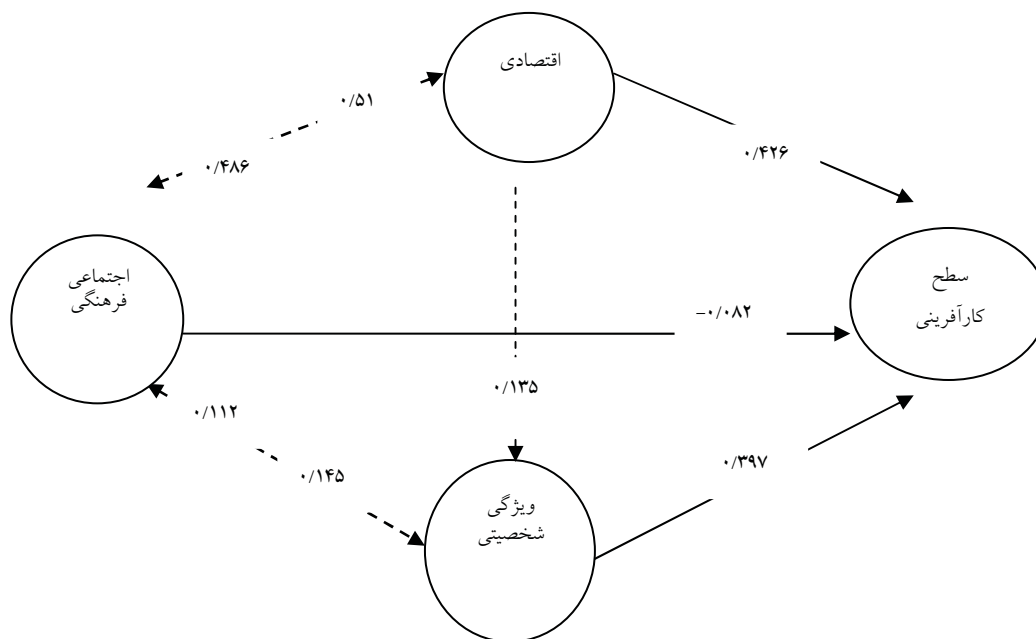 اقتصادی
۰/۵۱
۰/۴۸۶
۰/۴۲۶
سطح
کارآفرینی
اجتماعی
فرهنگی
−۰/۰۸۲
۰/۱۳۵
۰/۱۱۲
۰/۱۴۵
۰/۳۹۷
ویژگی
شخصیتی